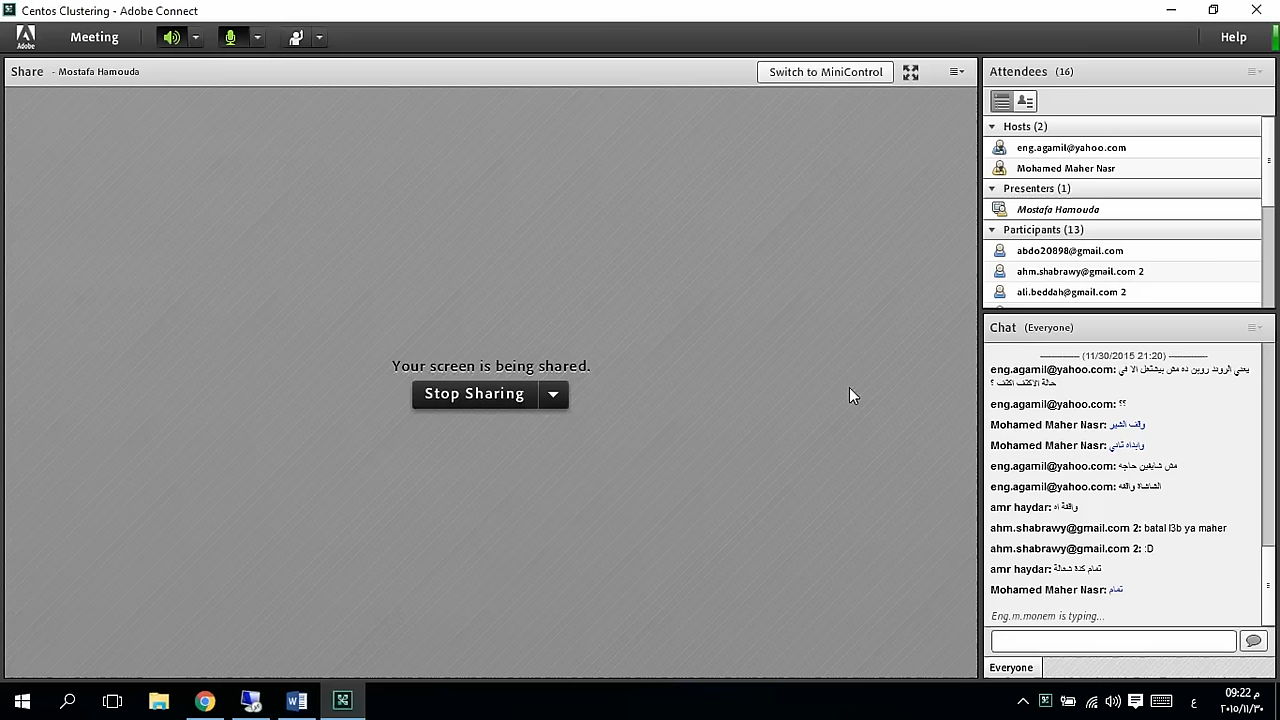 Centos Clustering - Adobe Connect
Adobe
Meeting
Help
Share - Mostafa Hamouda
Switch to MiniControl
Your screen is being shared.
Stop Sharing
Attendees (16)
Hosts (2)
eng.agamil@yahoo.com
Mohamed Maher Nasr
Presenters (1)
Mostafa Hamouda
Participants (13)
abdo20898@gmail.com
ahm.shabrawy@gmail.com 2
ali.beddah@gmail.com 2
Chat (Everyone)
(11/30/2015 21:20)
eng.agamil@yahoo.com: يعني الروند روبن ده مش بيشتغل الا في
حالة الاكتف اكتف ؟
eng.agamil@yahoo.com: ؟؟
Mohamed Maher Nasr: وقف الشير
Mohamed Maher Nasr: وابداه تاني
eng.agamil@yahoo.com: مش شايفين حاجه
eng.agamil@yahoo.com: الشاشة واقفه
amr haydar: واقفة اه
ahm.shabrawy@gmail.com 2: batal l3b ya maher
ahm.shabrawy@gmail.com 2: :D
amr haydar: تمام كدة شغالة
Mohamed Maher Nasr: تمام
Eng.m.monem is typing...
Everyone
ع
09:22 م
٢٠١٥/١١/٣٠